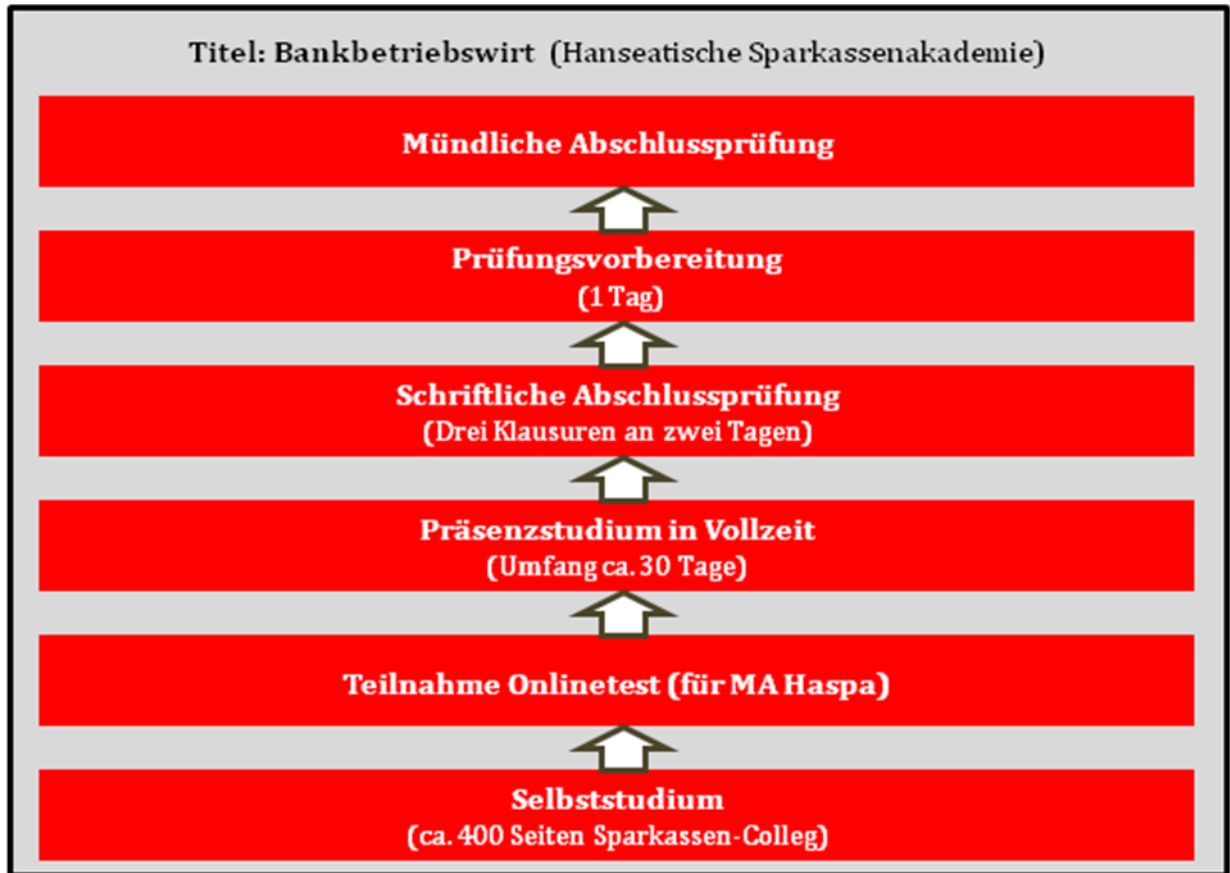 Titel: Bankbetriebswirt (Hanseatische Sparkassenakademie)
Mündliche Abschlussprüfung
Prüfungsvorbereitung
(1 Tag)
Schriftliche Abschlussprüfung
(Drei Klausuren an zwei Tagen)
Präsenzstudium in Vollzeit
(Umfang ca. 30 Tage)
Teilnahme Onlinetest (für MA Haspa)
Selbststudium
(ca. 400 Seiten Sparkassen-Colleg)